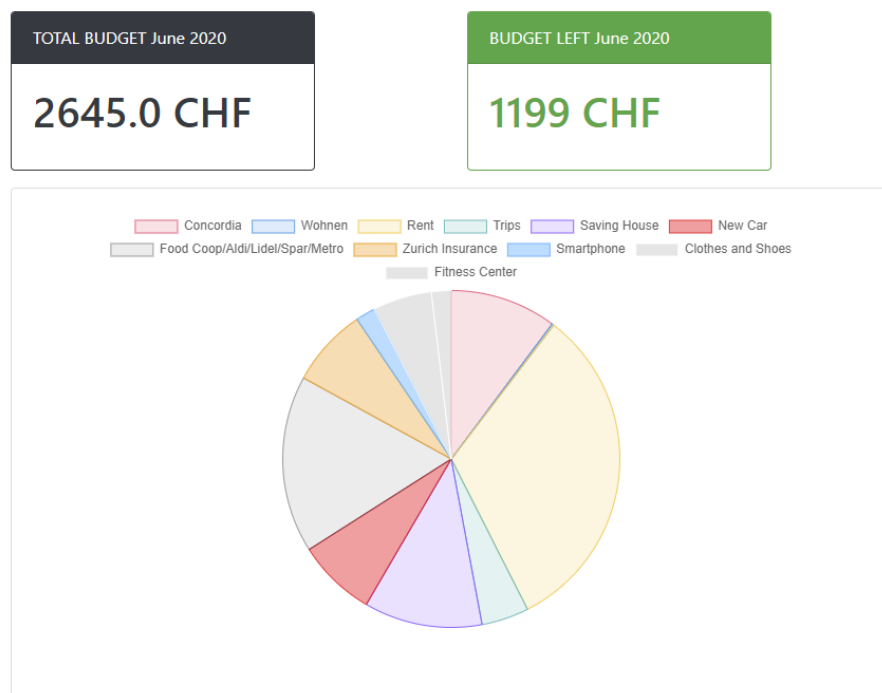 TOTAL BUDGET June 2020
2645.0 CHF
BUDGET LEFT June 2020
1199 CHF
Concordia Wohnen Rent Trips Saving House New Car
Food Coop/Aldi/Lidel/Spar/Metro Zurich Insurance Smartphone Clothes and Shoes
Fitness Center